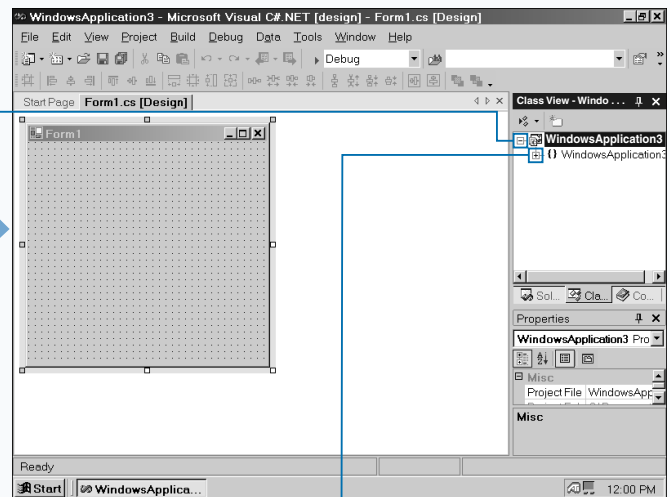 WindowsApplication3 - Microsoft Visual C#.NET [design] - Form1.cs [Design]
File Edit View Project Build Debug Data Tools Window Help
Debug
Start Page Form1.cs [Design]
Class View - Windo...
Form1
WindowsApplication3
{} WindowsApplication3
Sol... Cla... Co...
Properties
WindowsApplication3 Pro
Misc
Project File WindowsApp
Misc
Ready
Start WindowsApplica... 12:00 PM